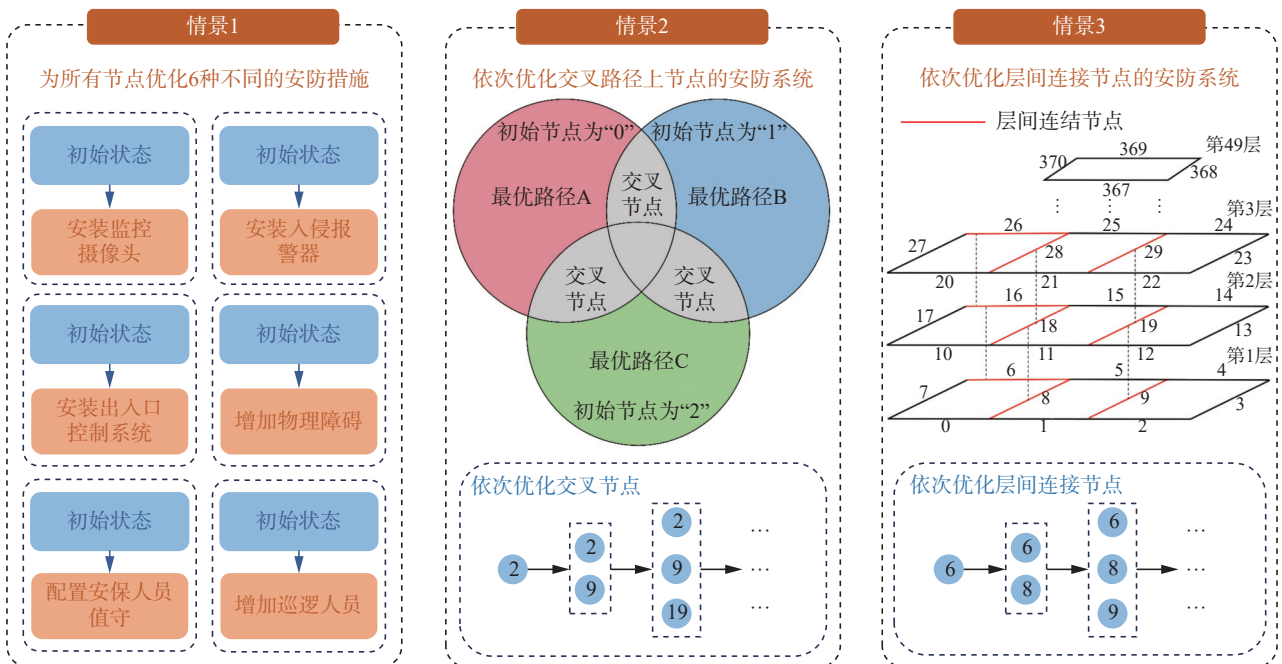 情景1
为所有节点优化6种不同的安防措施
初始状态
初始状态
安装监控
摄像头
安装入侵报
警器
初始状态
初始状态
安装出入口
控制系统
增加物理障碍
初始状态
初始状态
配置安保人员
值守
增加巡逻人员
情景2
依次优化交叉路径上节点的安防系统
初始节点为“0”
初始节点为“1”
最优路径A
交叉
节点
最优路径B
交叉
节点
交叉
节点
最优路径C
初始节点为“2”
依次优化交叉节点
2
2
9
2
9
19
…
…
…
情景3
依次优化层间连接节点的安防系统
层间连结节点
第49层
369
370
368
367
⋮ ⋮ ⋮
第3层
26 25 24
27 28 29 23
20 21 22
第2层
16 15 14
17 18 19 13
10 11 12
第1层
6 5 4
7 8 9 3
0 1 2
依次优化层间连接节点
6
6
8
6
8
9
…
…
…